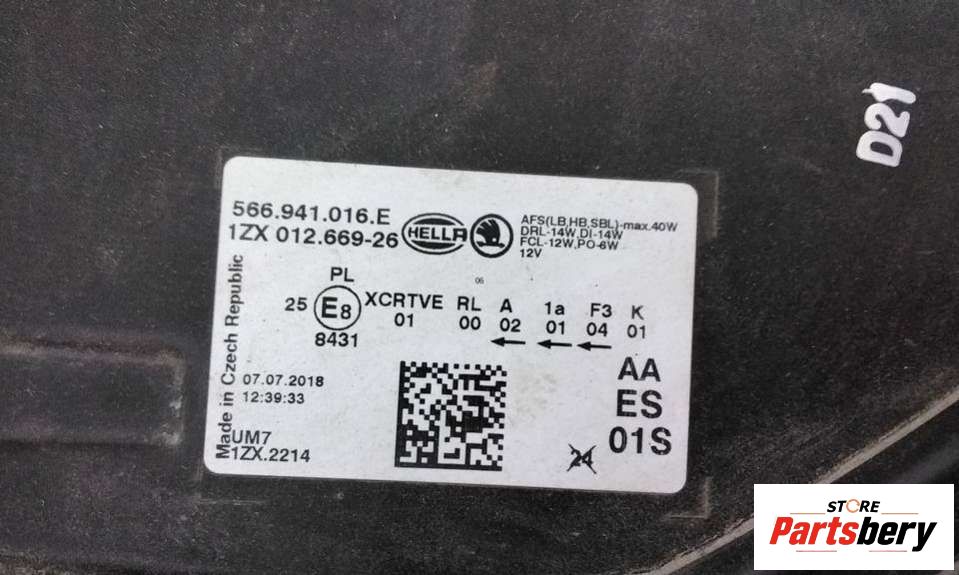 D21
566.941.016.E
1ZX 012.669-26
HELLA
AFS(LB,HB,SBL)-max.40W
DRL-14W,DI-14W
FCL-12W,PO-6W
12V
Made in Czech Republic
PL
06
25 E8 XCRTVE RL A 1a F3 K
8431 01 00 02 01 04 01
07.07.2018
12:39:33
UM7
1ZX.2214
AA
ES
01S
24
STORE
Partsbery